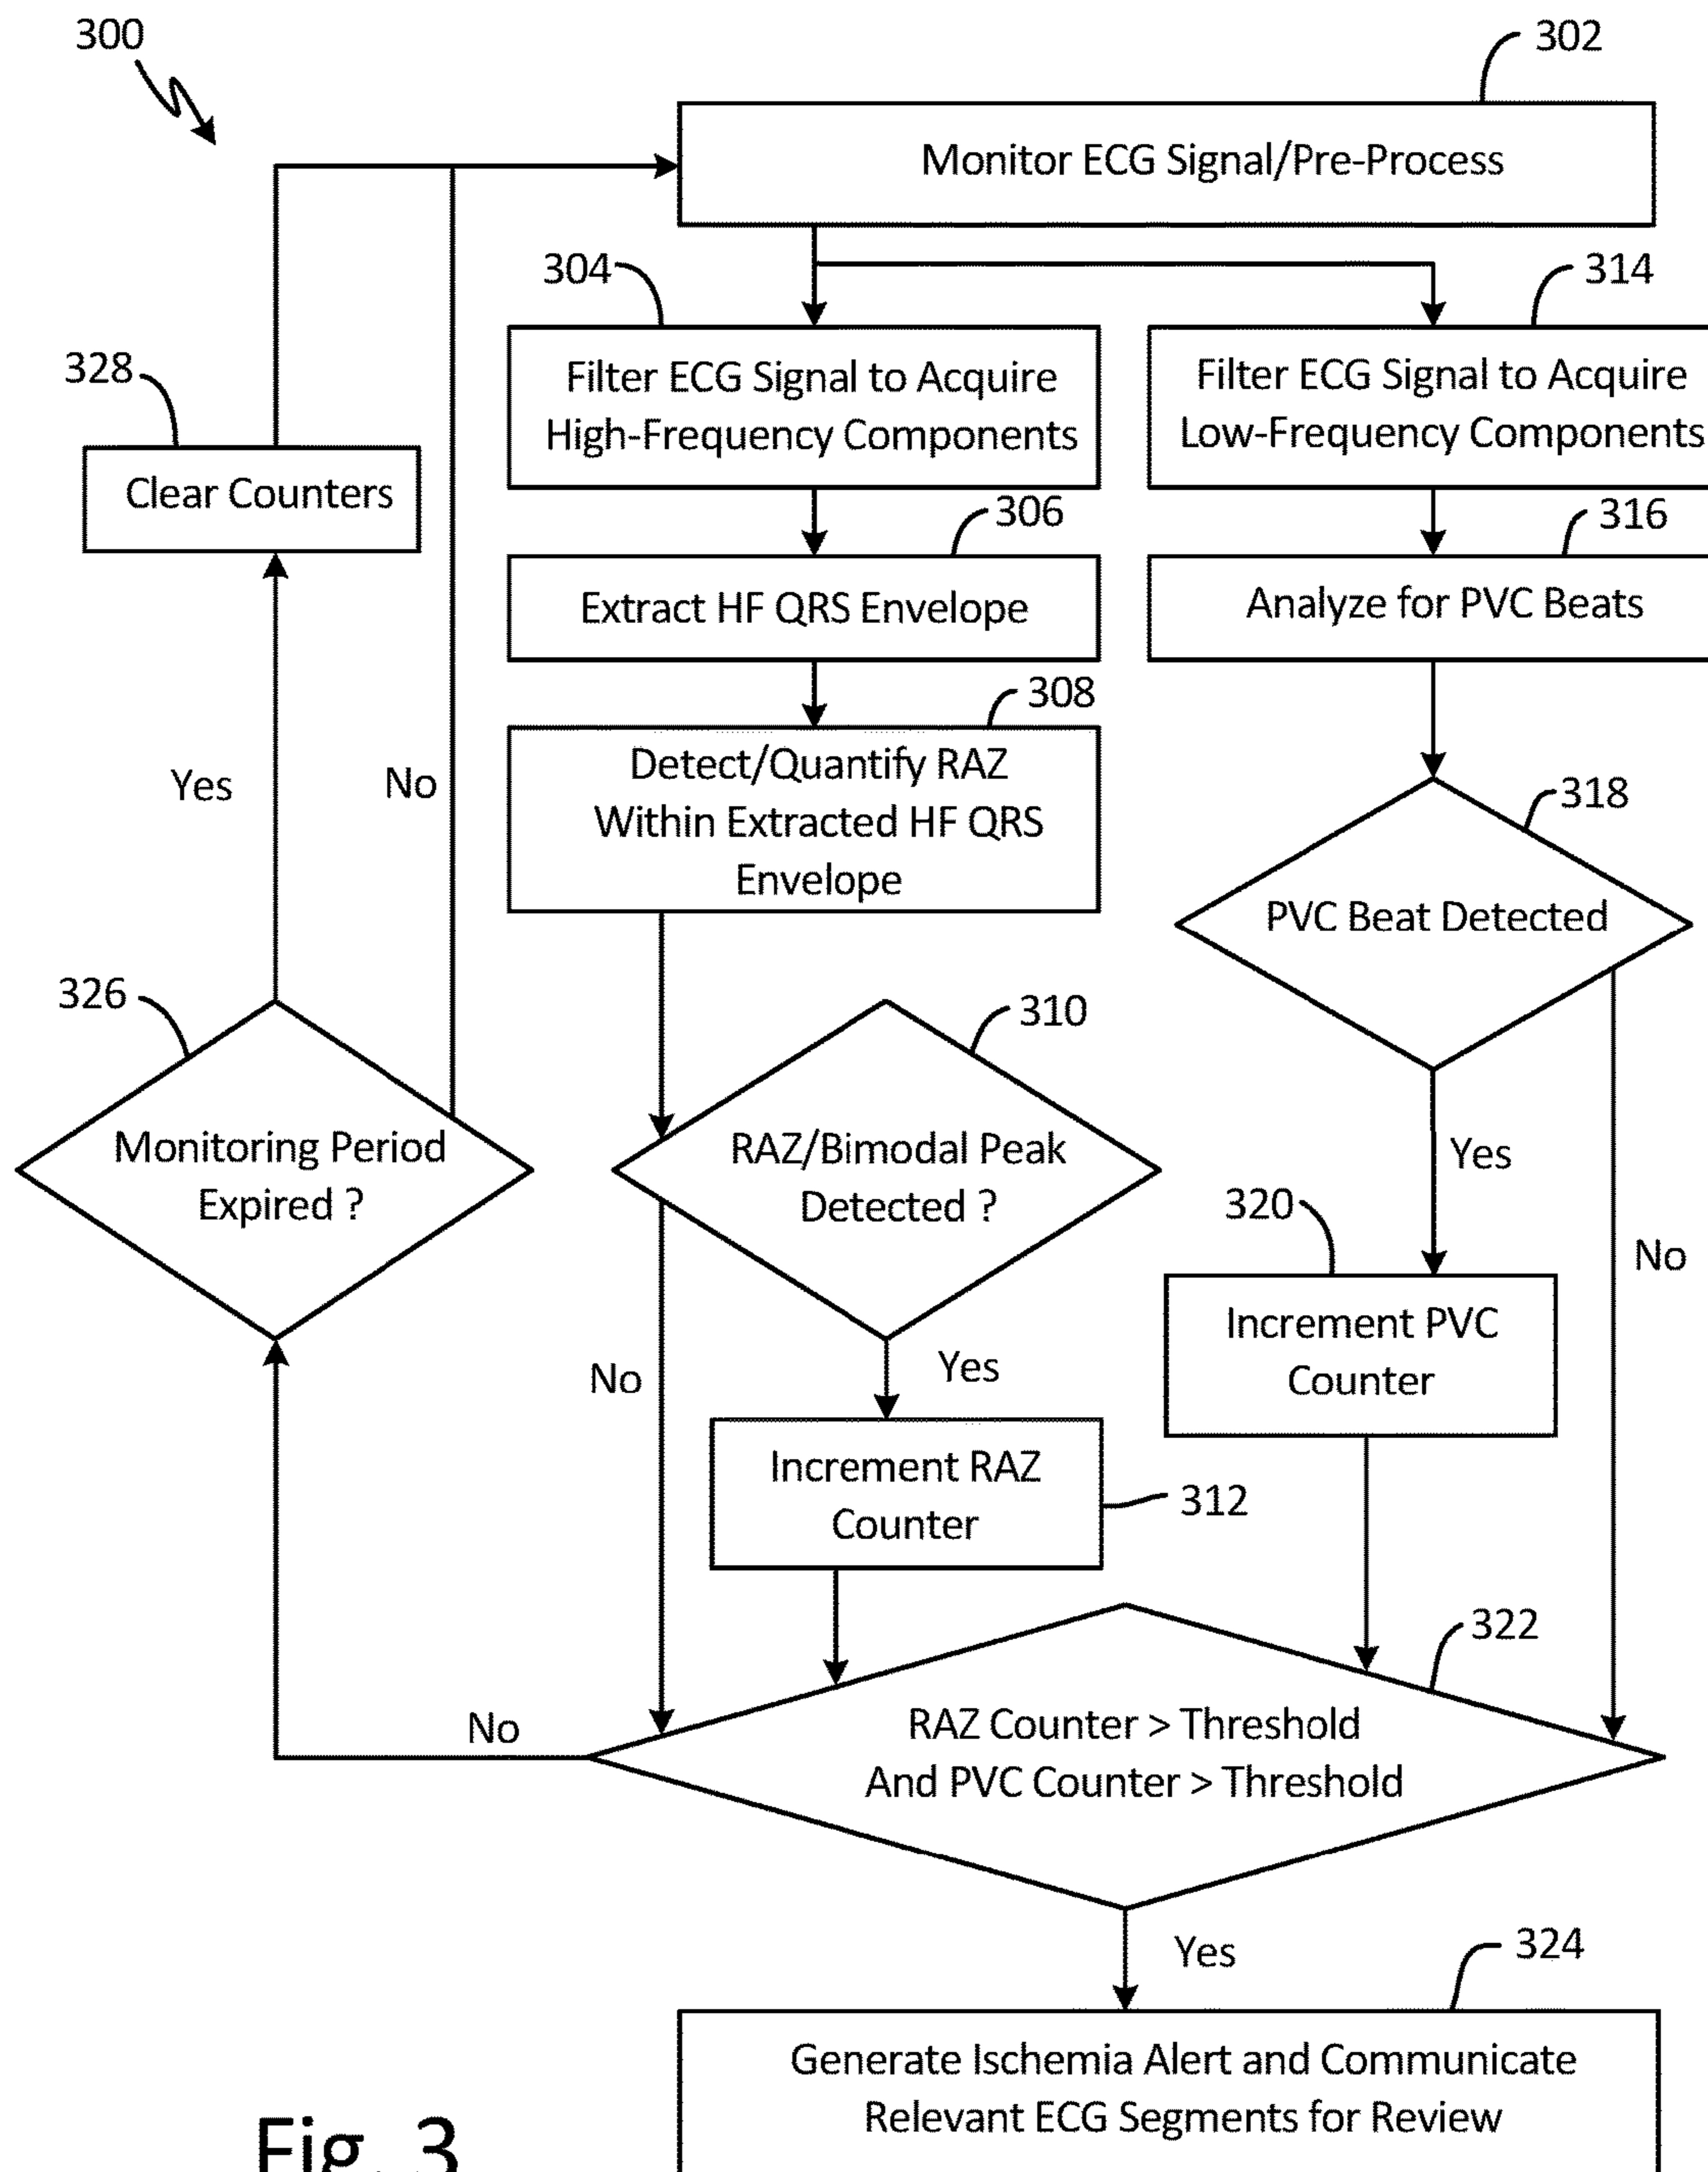 300
302
Monitor ECG Signal/Pre-Process
304
314
Filter ECG Signal to Acquire
High-Frequency Components
Filter ECG Signal to Acquire
Low-Frequency Components
328
Clear Counters
306
316
Extract HF QRS Envelope
Analyze for PVC Beats
308
Detect/Quantify RAZ
Within Extracted HF QRS
Envelope
Yes
No
318
PVC Beat Detected
326
310
Monitoring Period
Expired ?
RAZ/Bimodal Peak
Detected ?
Yes
320
No
Increment PVC
Counter
No
Yes
Increment RAZ
Counter
312
322
No
RAZ Counter > Threshold
And PVC Counter > Threshold
Yes
324
Generate Ischemia Alert and Communicate
Relevant ECG Segments for Review
Fig. 3